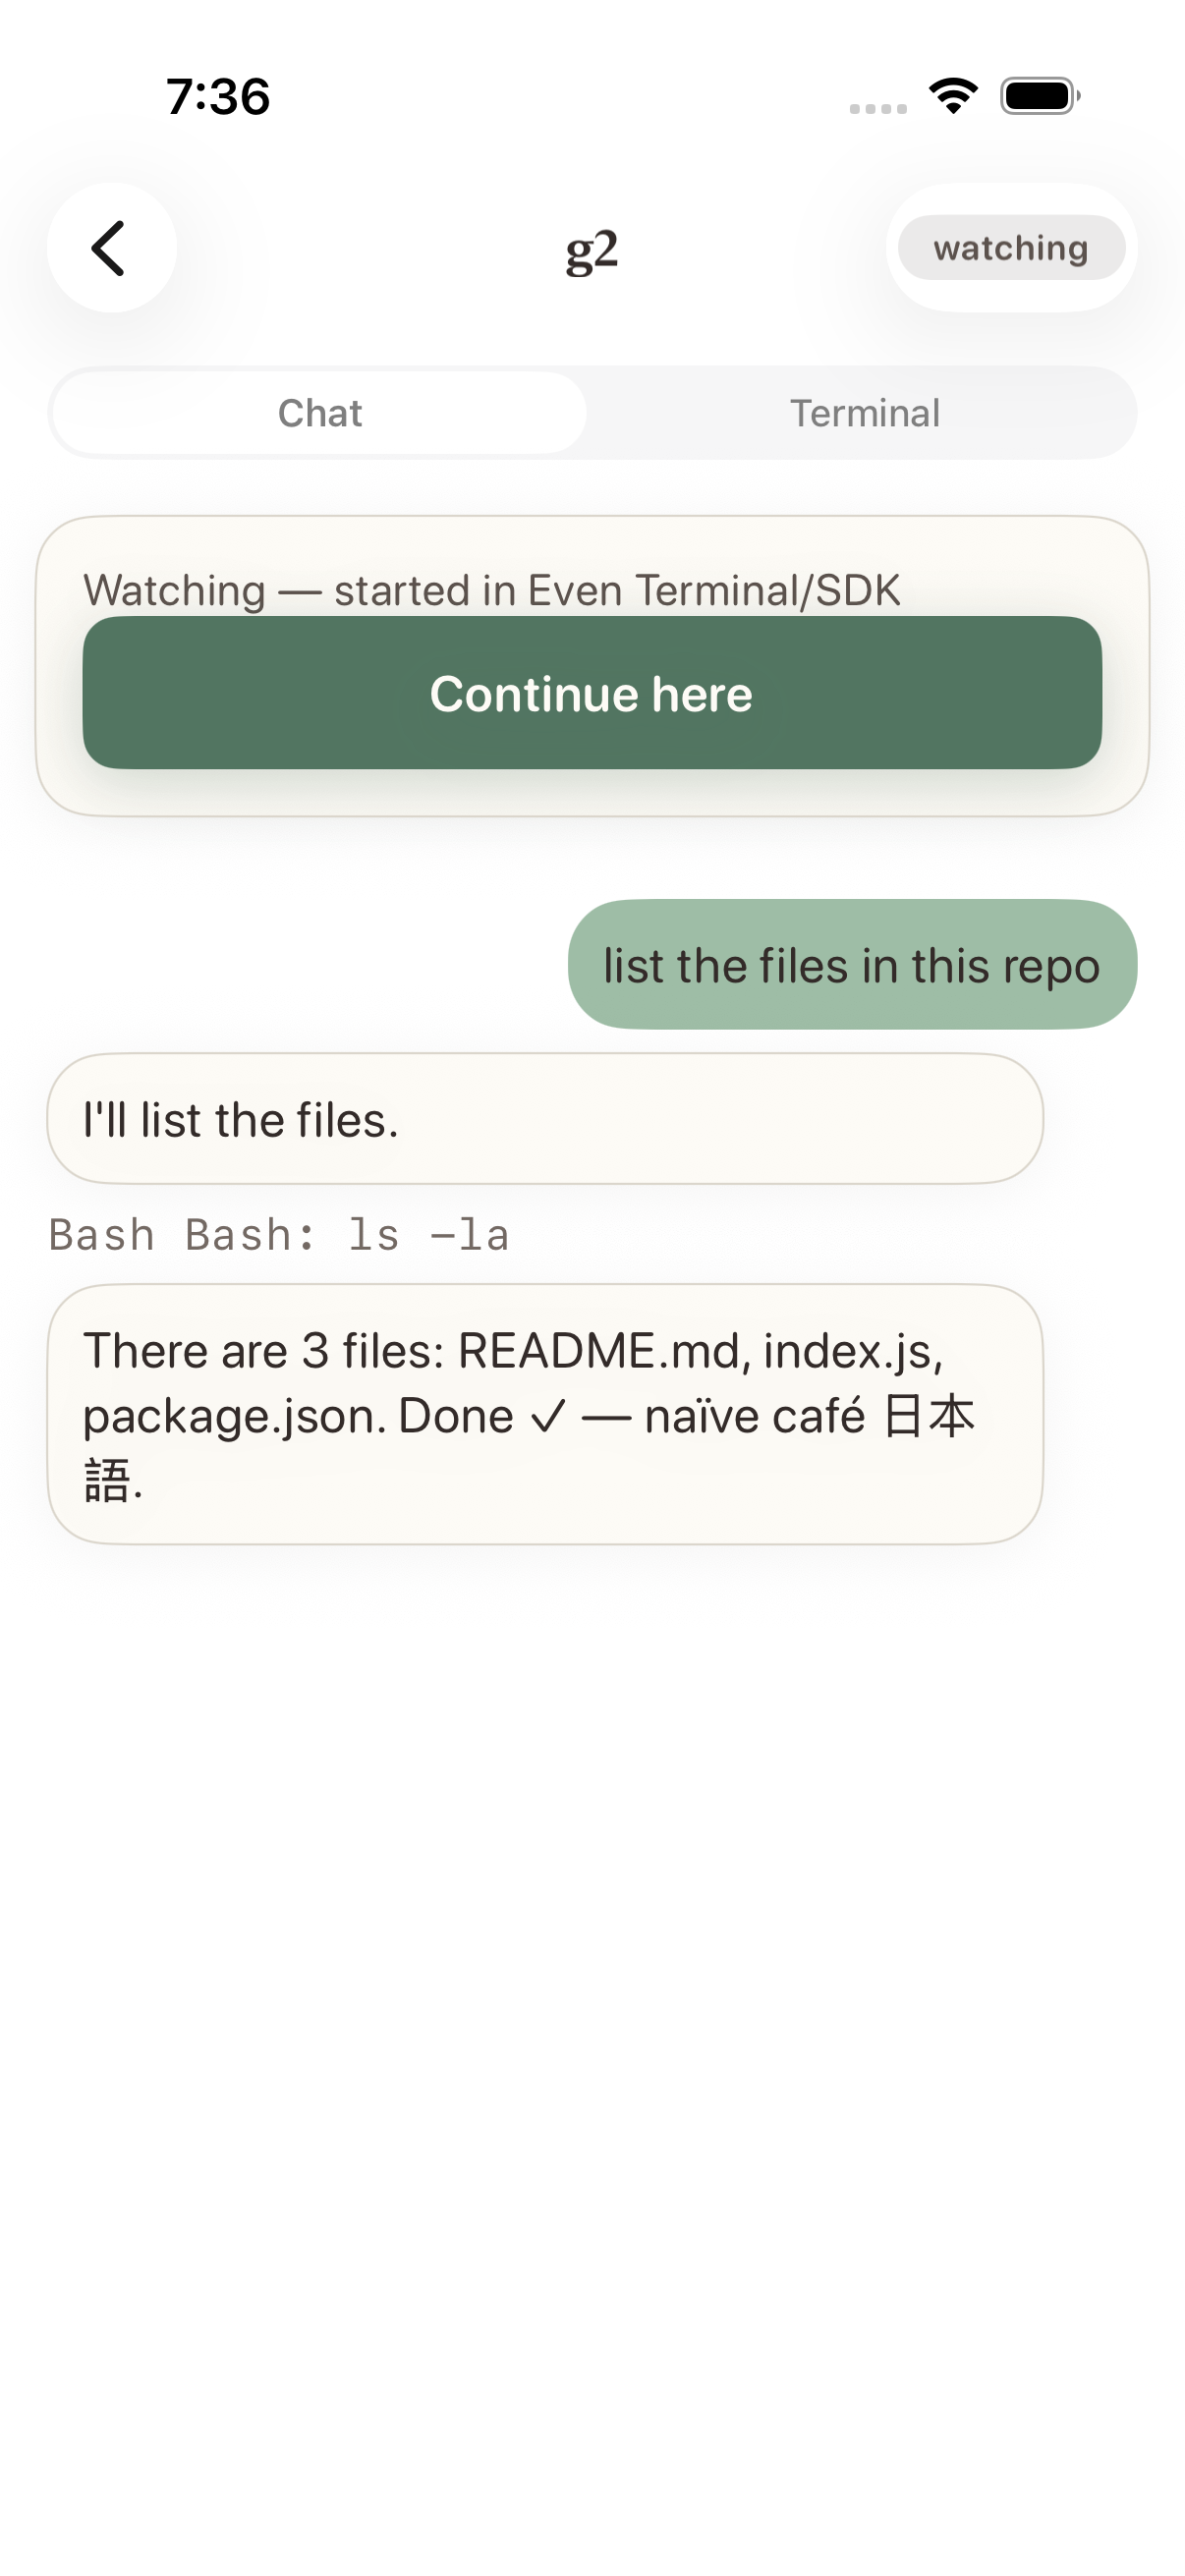 7:36
g2
watching
Chat
Terminal
Watching — started in Even Terminal/SDK
Continue here
list the files in this repo
I'll list the files.
Bash Bash: ls -la
There are 3 files: README.md, index.js,
package.json. Done ✓ — naïve café 日本
語.